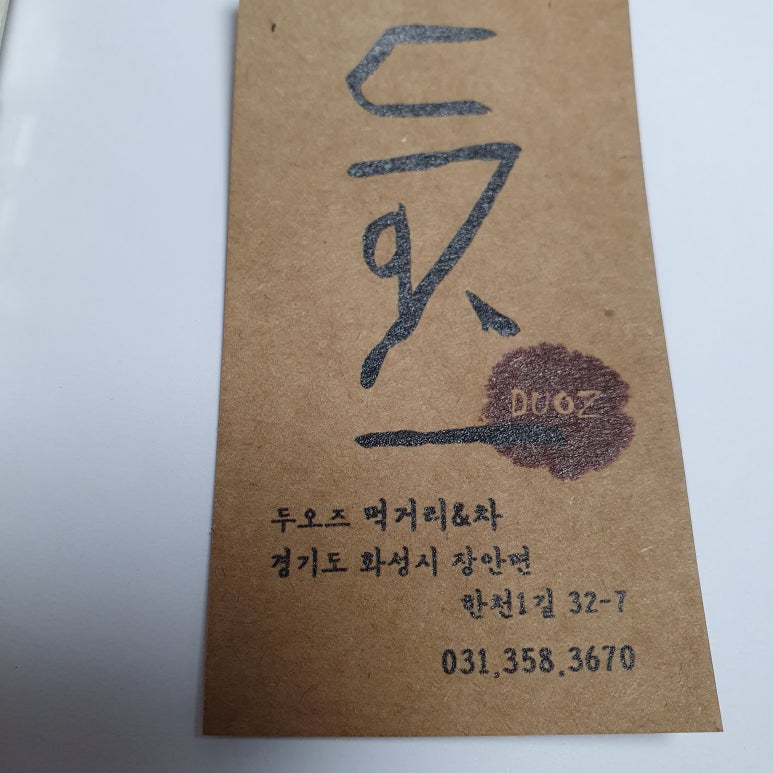 두오즈
DUOZ
두오즈 먹거리&차
경기도 화성시 장안면
한천1길 32-7
031.358.3670